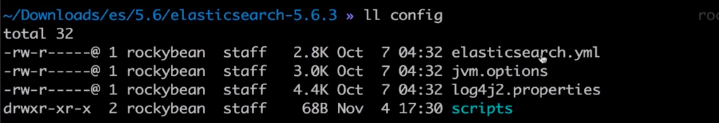 ~/Downloads/es/5.6/elasticsearch-5.6.3 » ll config
total 32
-rw-r-----@ 1 rockybean  staff   2.8K Oct  7 04:32 elasticsearch.yml
-rw-r-----@ 1 rockybean  staff   3.0K Oct  7 04:32 jvm.options
-rw-r-----@ 1 rockybean  staff   4.4K Oct  7 04:32 log4j2.properties
drwxr-xr-x  2 rockybean  staff    68B Nov  4 17:30 scripts